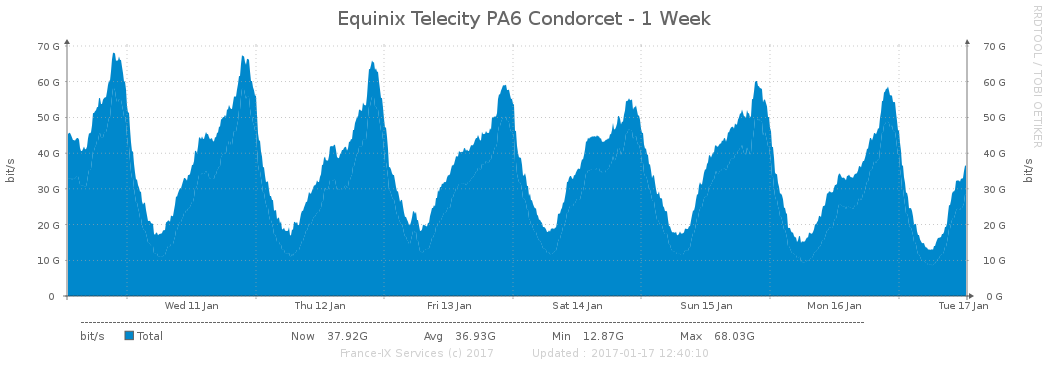 Equinix Telecity PA6 Condorcet - 1 Week
RRDTOOL / TOBI OETIKER
bit/s
70 G
60 G
50 G
40 G
30 G
20 G
10 G
0
70 G
60 G
50 G
40 G
30 G
20 G
10 G
0 G
bit/s
Wed 11 Jan Thu 12 Jan Fri 13 Jan Sat 14 Jan Sun 15 Jan Mon 16 Jan Tue 17 Jan
bit/s Total Now 37.92G Avg 36.93G Min 12.87G Max 68.03G
France-IX Services (c) 2017 Updated : 2017-01-17 12:40:10